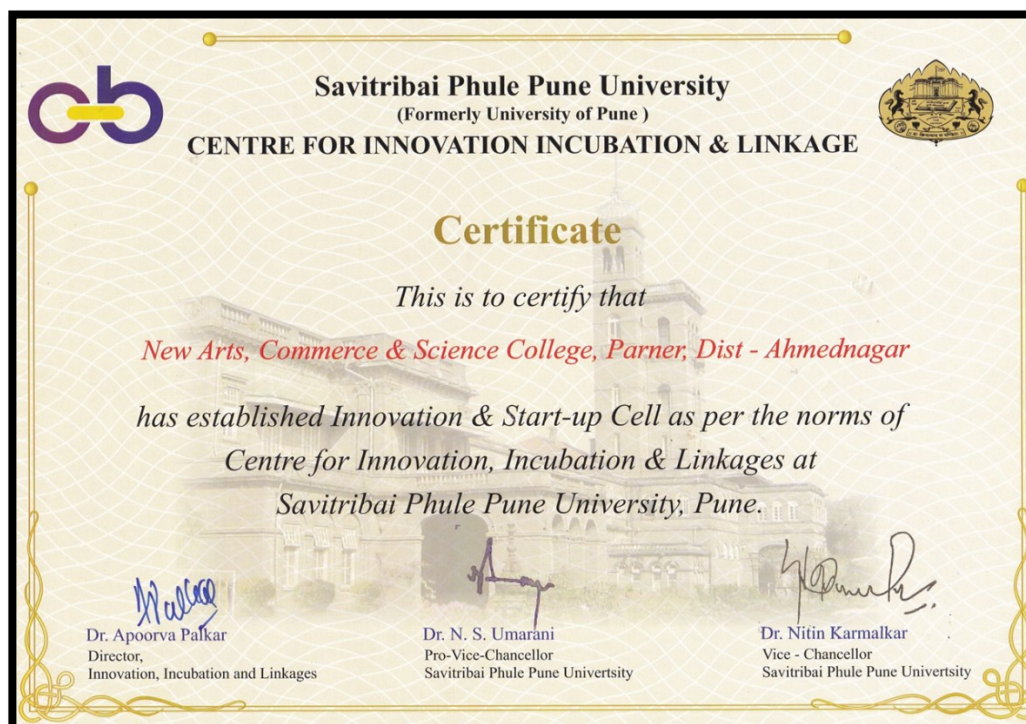 Savitribai Phule Pune University
(Formerly University of Pune )
CENTRE FOR INNOVATION INCUBATION & LINKAGE
Certificate
This is to certify that
New Arts, Commerce & Science College, Parner, Dist - Ahmednagar
has established Innovation & Start-up Cell as per the norms of
Centre for Innovation, Incubation & Linkages at
Savitribai Phule Pune University, Pune.
Dr. Apoorva Palkar
Director,
Innovation, Incubation and Linkages
Dr. N. S. Umarani
Pro-Vice-Chancellor
Savitribai Phule Pune Univertsity
Dr. Nitin Karmalkar
Vice - Chancellor
Savitribai Phule Pune Univertsity